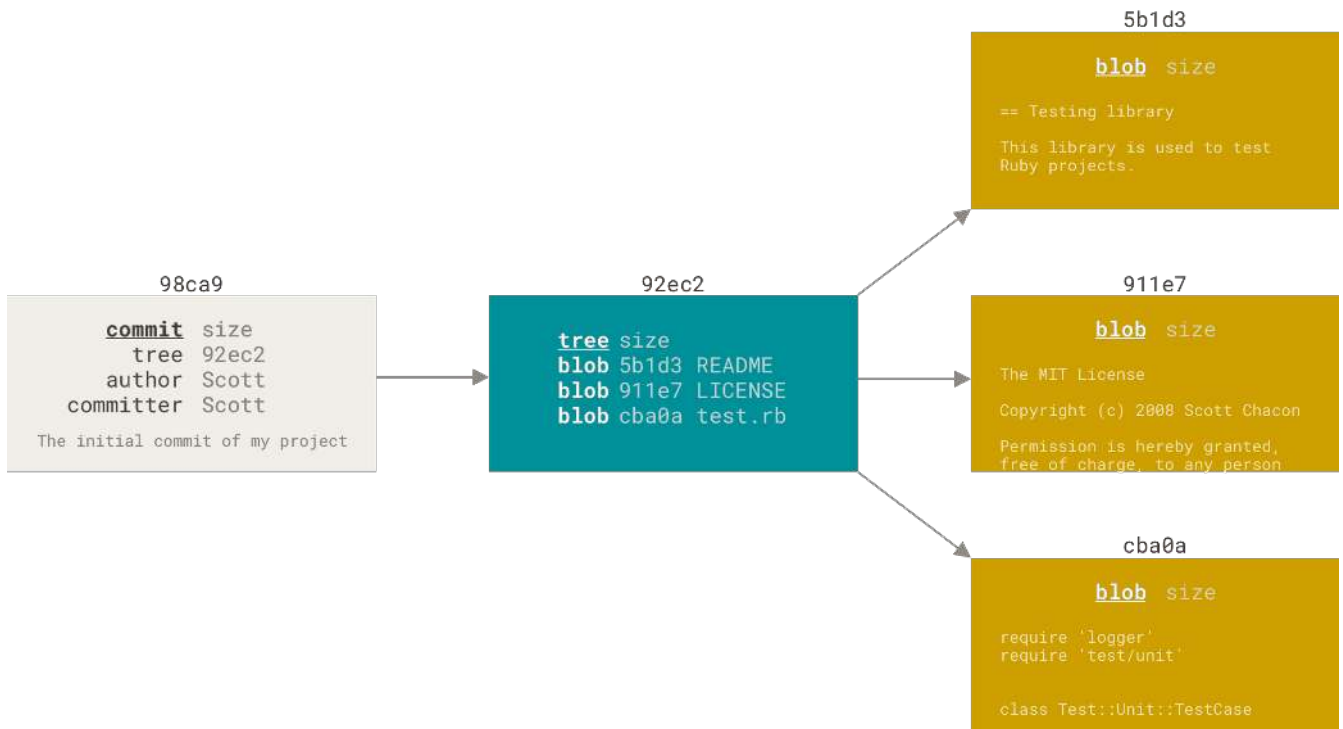 98ca9
commit size
tree 92ec2
author Scott
committer Scott
The initial commit of my project
92ec2
tree size
blob 5b1d3 README
blob 911e7 LICENSE
blob cba0a test.rb
5b1d3
blob size
== Testing library
This library is used to test
Ruby projects.
911e7
blob size
The MIT License
Copyright (c) 2008 Scott Chacon
Permission is hereby granted,
free of charge, to any person
cba0a
blob size
require 'logger'
require 'test/unit'
class Test::Unit::TestCase